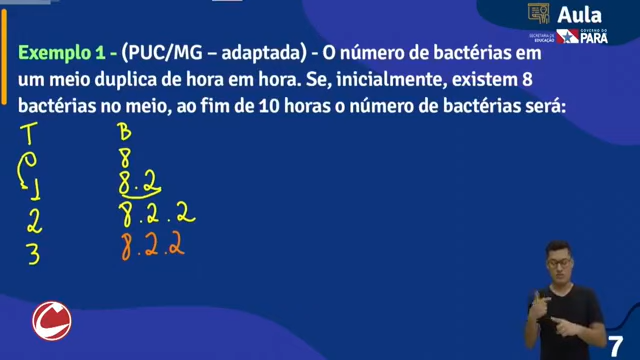 SECRETARIA DE
EDUCAÇÃO
GOVERNO DO
PARÁ
Aula
Exemplo 1 - (PUC/MG – adaptada) - O número de bactérias em
um meio duplica de hora em hora. Se, inicialmente, existem 8
bactérias no meio, ao fim de 10 horas o número de bactérias será:
T B
0 8
1 8.2
2 8.2.2
3 8.2.2
7